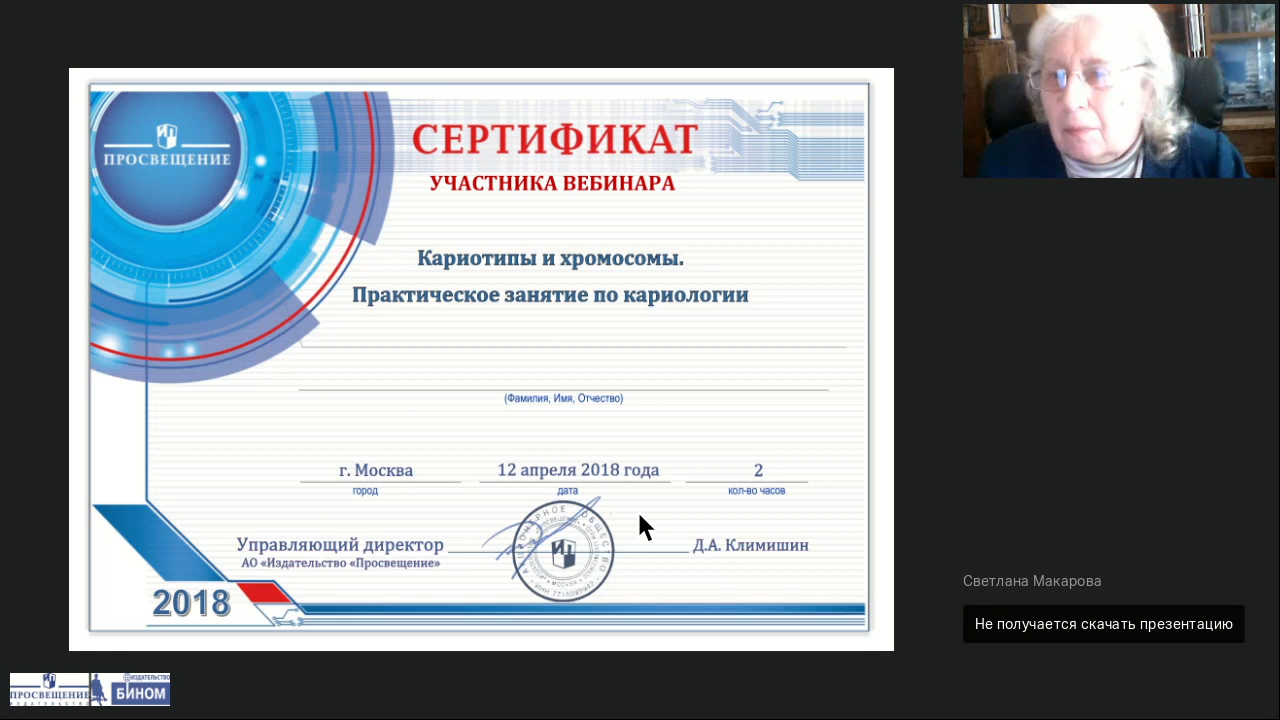 ПРОСВЕЩЕНИЕ
СЕРТИФИКАТ
УЧАСТНИКА ВЕБИНАРА
Кариотипы и хромосомы.
Практическое занятие по кариологии
(Фамилия, Имя, Отчество)
г. Москва 12 апреля 2018 года 2
город дата кол-во часов
Управляющий директор Д.А. Климишин
АО «Издательство «Просвещение»
2018
Светлана Макарова
Не получается скачать презентацию
ПРОСВЕЩЕНИЕ
ИЗДАТЕЛЬСТВО
ИЗДАТЕЛЬСТВО
БИНОМ